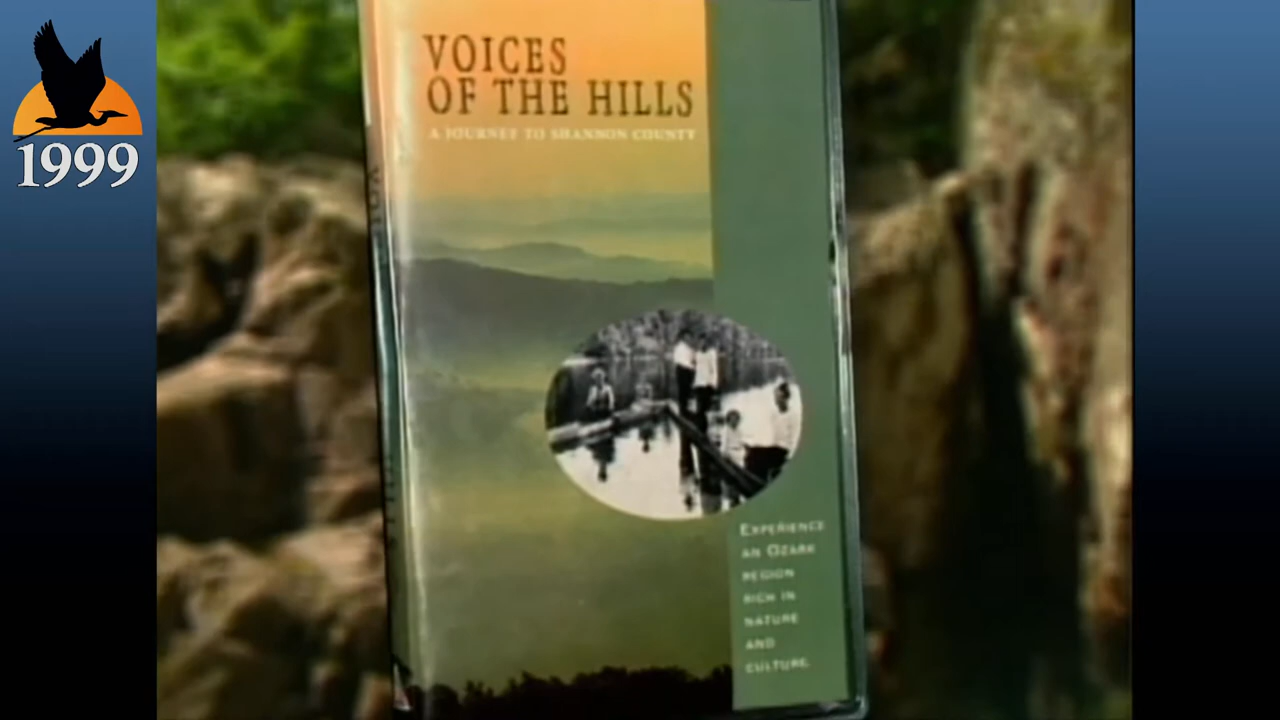 1999
VOICES
OF THE HILLS
A JOURNEY TO SHANNON COUNTY
EXPERIENCE
AN OZARK
REGION
RICH IN
NATURE
AND
CULTURE.